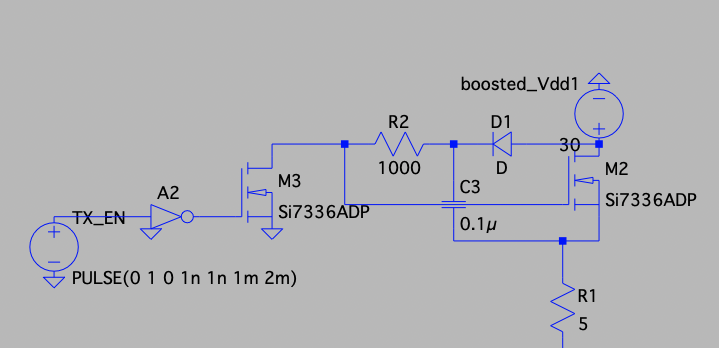 boosted_Vdd1
R2
D1
1000
D
30
M2
A2
M3
C3
Si7336ADP
TX_EN
Si7336ADP
0.1µ
PULSE(0 1 0 1n 1n 1m 2m)
R1
5